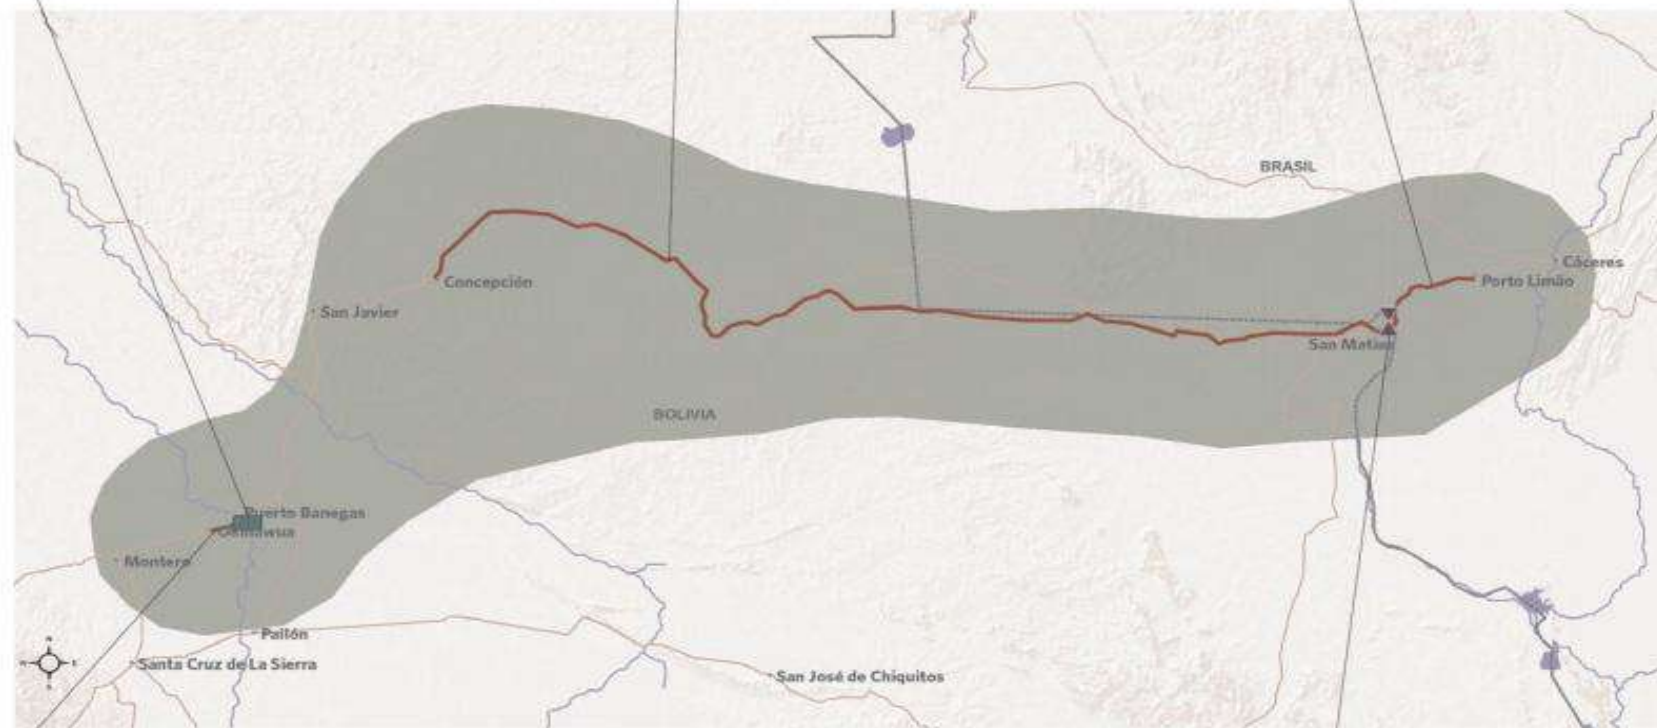 BRASIL
Cáceres
Concepción
Porto Limão
San Javier
San Matías
BOLIVIA
Puerto Banegas
Montero
Pailón
Santa Cruz de La Sierra
San José de Chiquitos